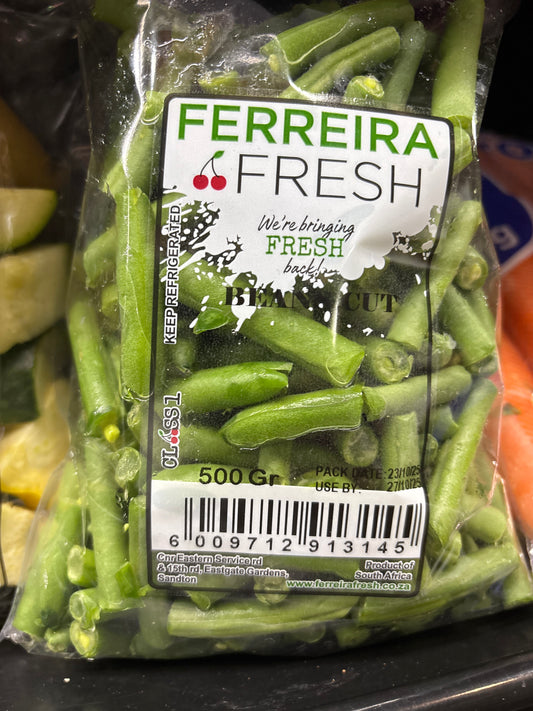 FERREIRA
FRESH
We're bringing
FRESH
back!
KEEP REFRIGERATED
CUT
CLASS 1
500 Gr
PACK DATE 23/10/25
USE BY: 27/10/25
6 009712 913145
Cnr Eastern Service rd
& 15th rd, Eastgate Gardens,
Sandton
Product of
South Africa
www.ferreirafresh.co.za